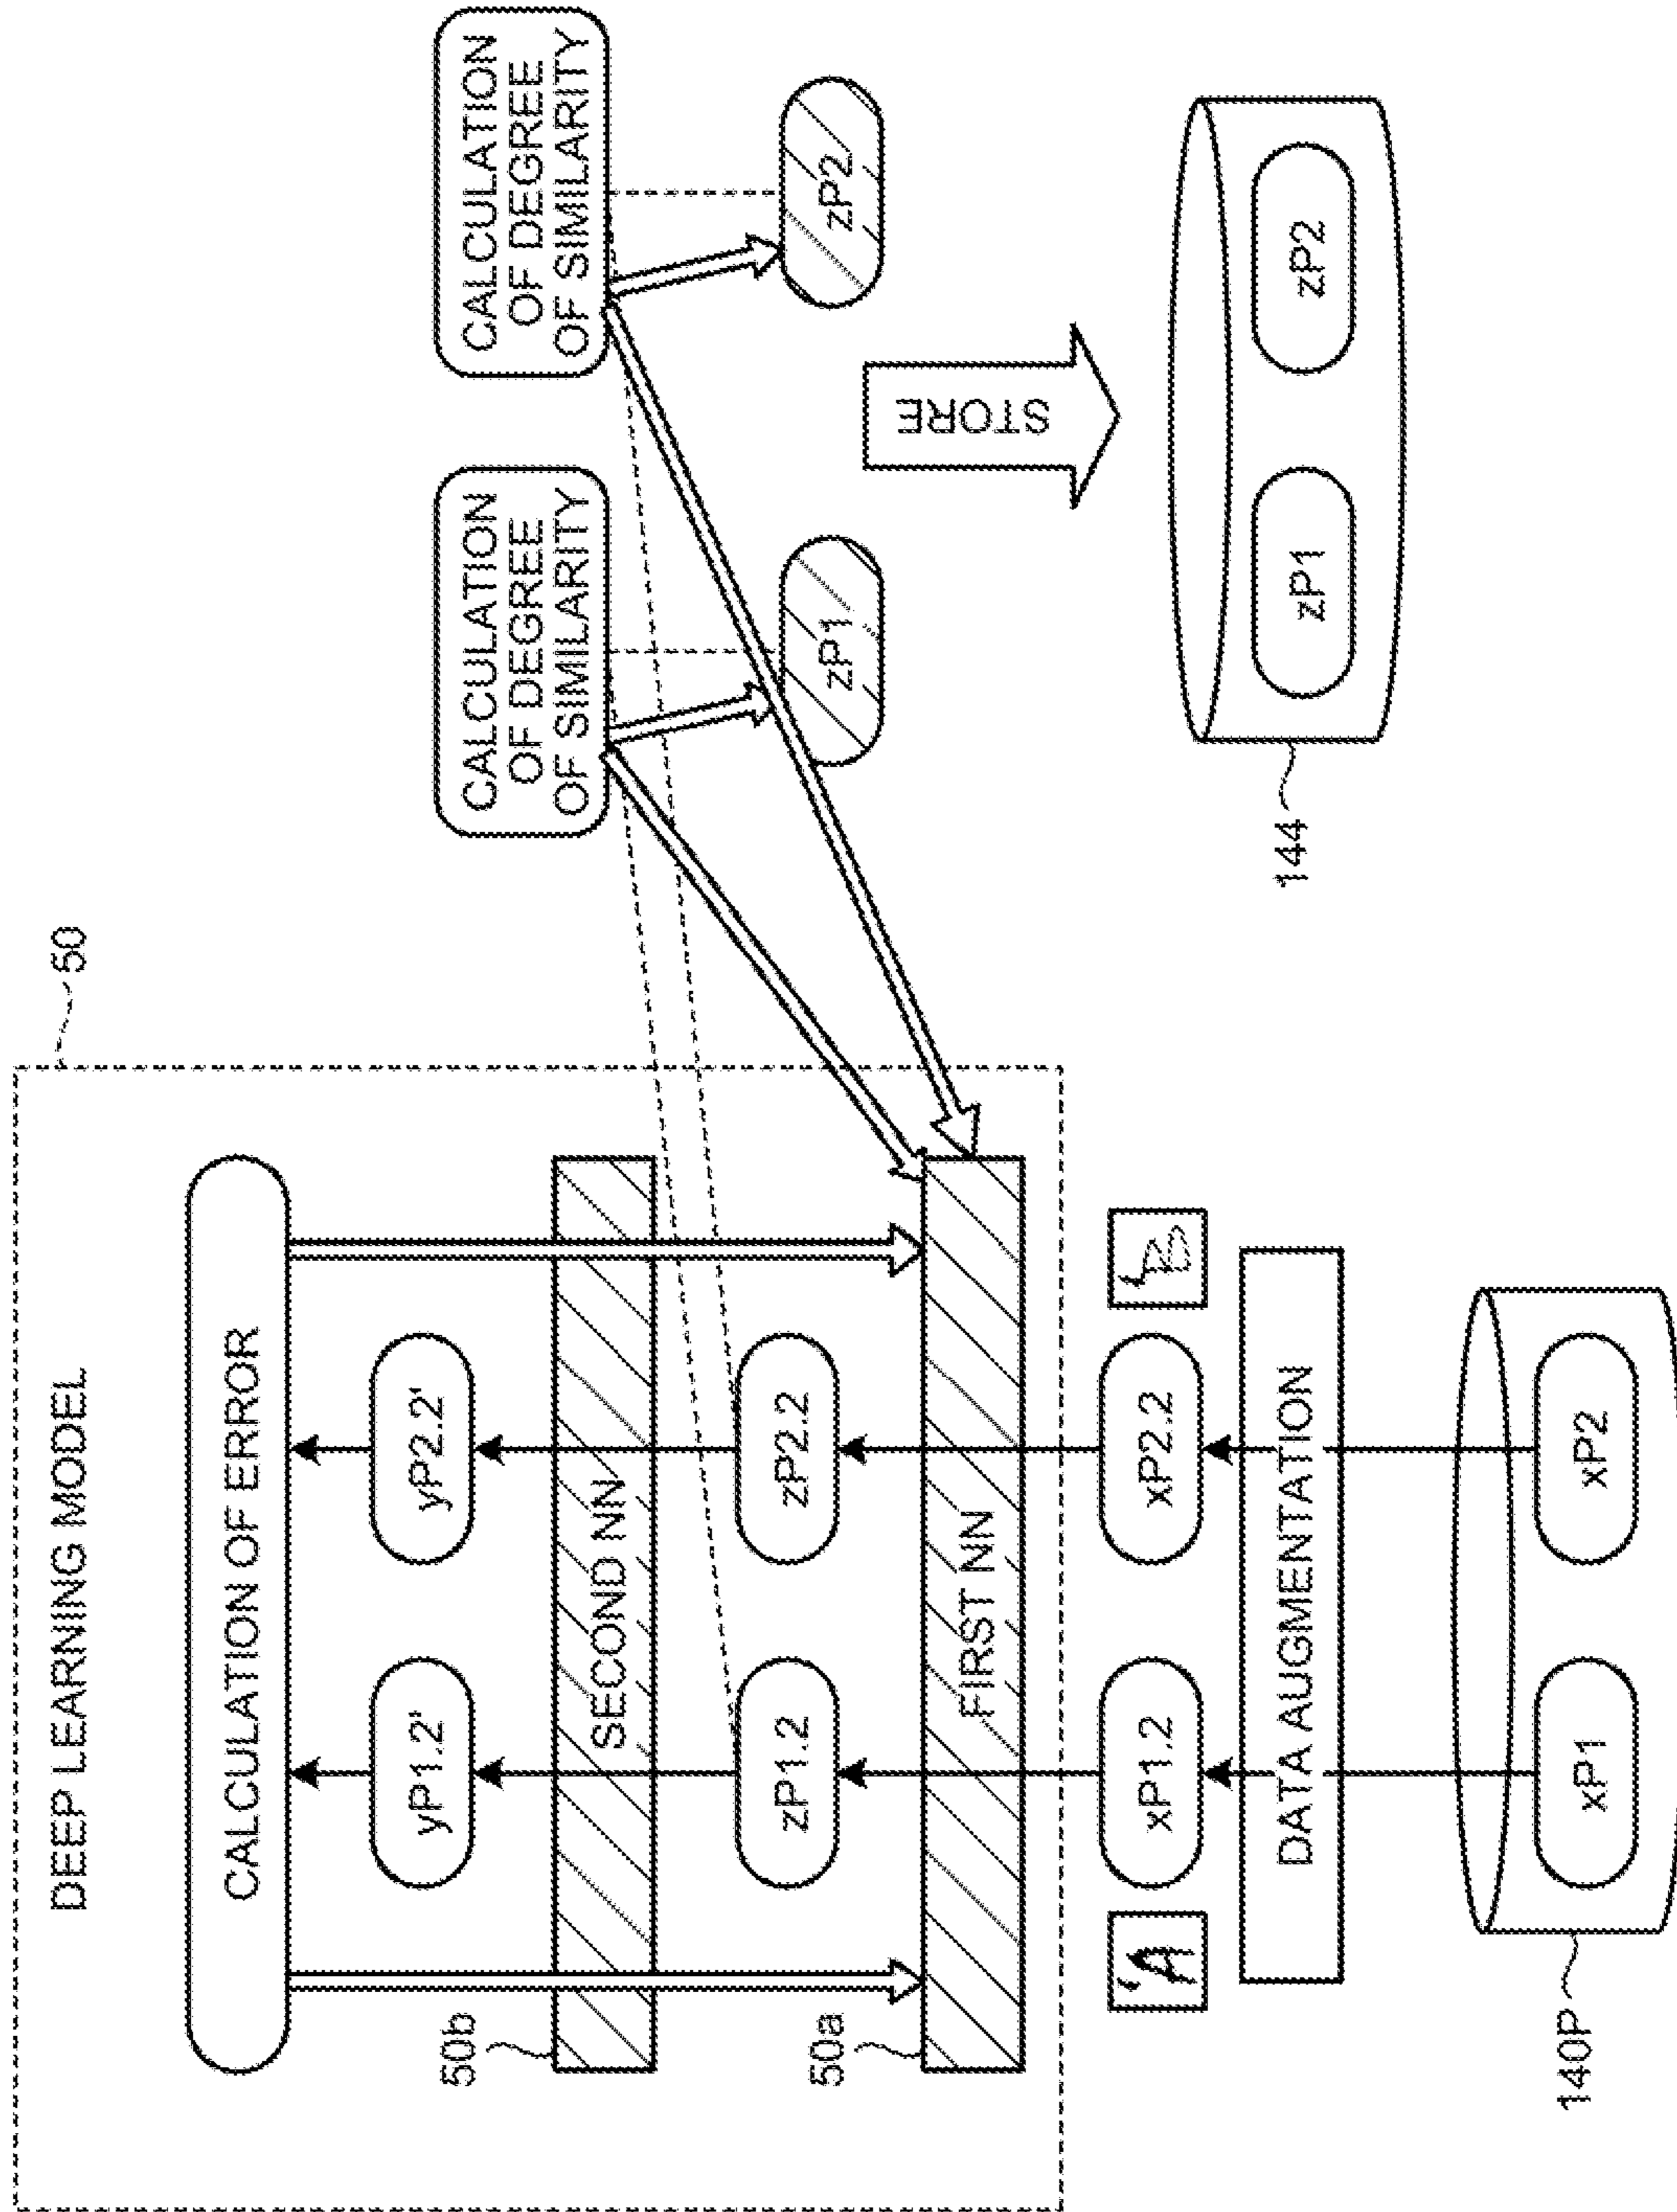 DEEP LEARNING MODEL
50
CALCULATION OF ERROR
yP1.2'
yP2.2'
50b
SECOND NN
zP1.2
zP2.2
50a
FIRST NN
'A
xP1.2
xP2.2
'B
DATA AUGMENTATION
140P
xP1
xP2
CALCULATION
OF DEGREE
OF SIMILARITY
CALCULATION
OF DEGREE
OF SIMILARITY
zP1
zP2
STORE
144
zP1
zP2